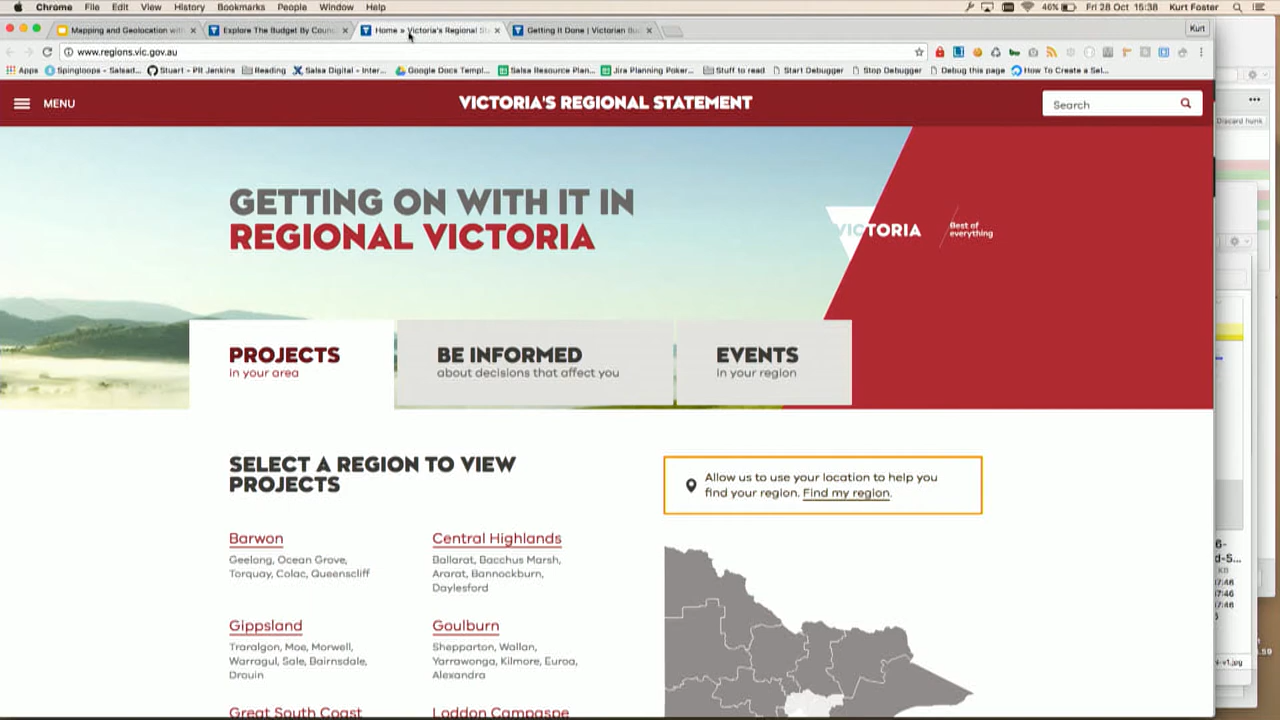 Chrome File Edit View History Bookmarks People Window Help
46% Fri 28 Oct 15:38 Kurt Foster
Mapping and Geolocation with
Explore The Budget By Counc
Home » Victoria's Regional St
Getting It Done | Victorian Bud
Kurt
www.regions.vic.gov.au
Apps
Spingloops - Salsad...
Stuart - Pit Jenkins
Reading
Salsa Digital - Inter...
Google Docs Templ...
Salsa Resource Plan...
Jira Planning Poker...
Stuff to read
Start Debugger
Stop Debugger
Debug this page
How To Create a Sel...
MENU
VICTORIA'S REGIONAL STATEMENT
Search
Discard hunk
GETTING ON WITH IT IN
REGIONAL VICTORIA
VICTORIA
Best of
everything
PROJECTS
in your area
BE INFORMED
about decisions that affect you
EVENTS
in your region
SELECT A REGION TO VIEW
PROJECTS
Allow us to use your location to help you
find your region. Find my region.
Barwon
Geelong, Ocean Grove,
Torquay, Colac, Queenscliff
Central Highlands
Ballarat, Bacchus Marsh,
Ararat, Bannockburn,
Daylesford
Gippsland
Traralgon, Moe, Morwell,
Warragul, Sale, Bairnsdale,
Drouin
Goulburn
Shepparton, Wallan,
Yarrawonga, Kilmore, Euroa,
Alexandra
Great South Coast
Loddon Campaspe